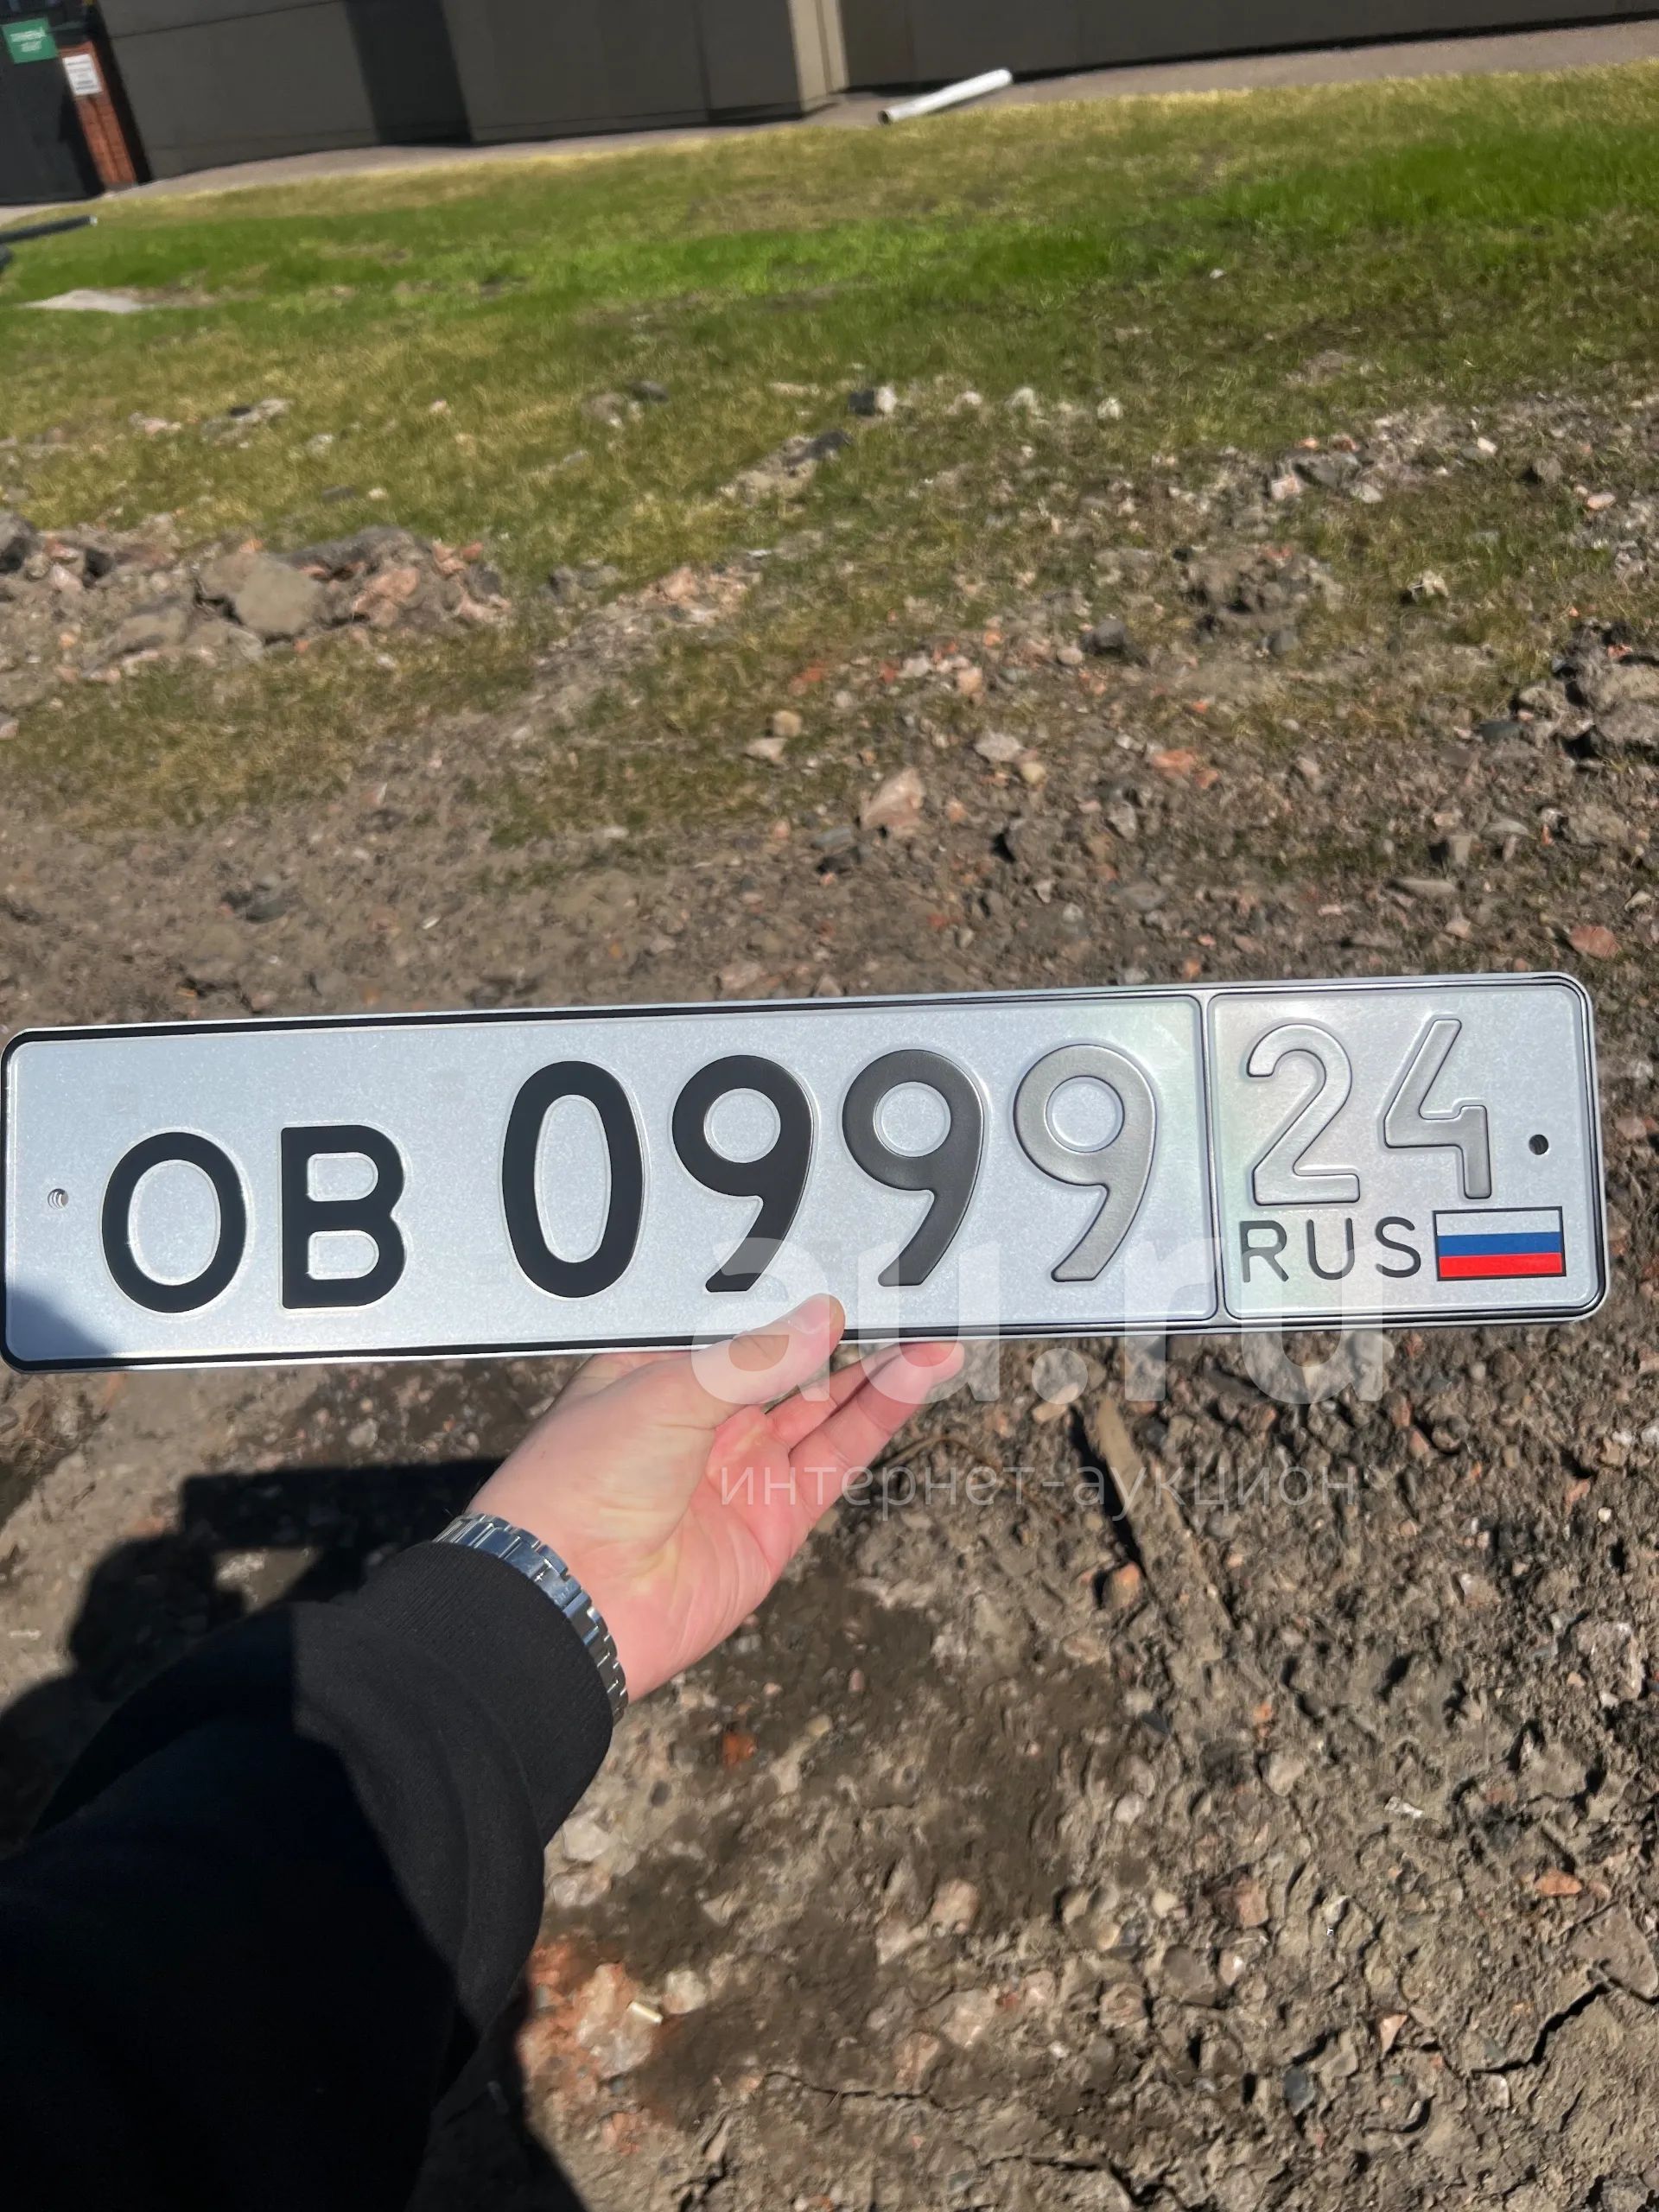 ОВ 0999 24
RUS
au.ru
интернет-аукцион